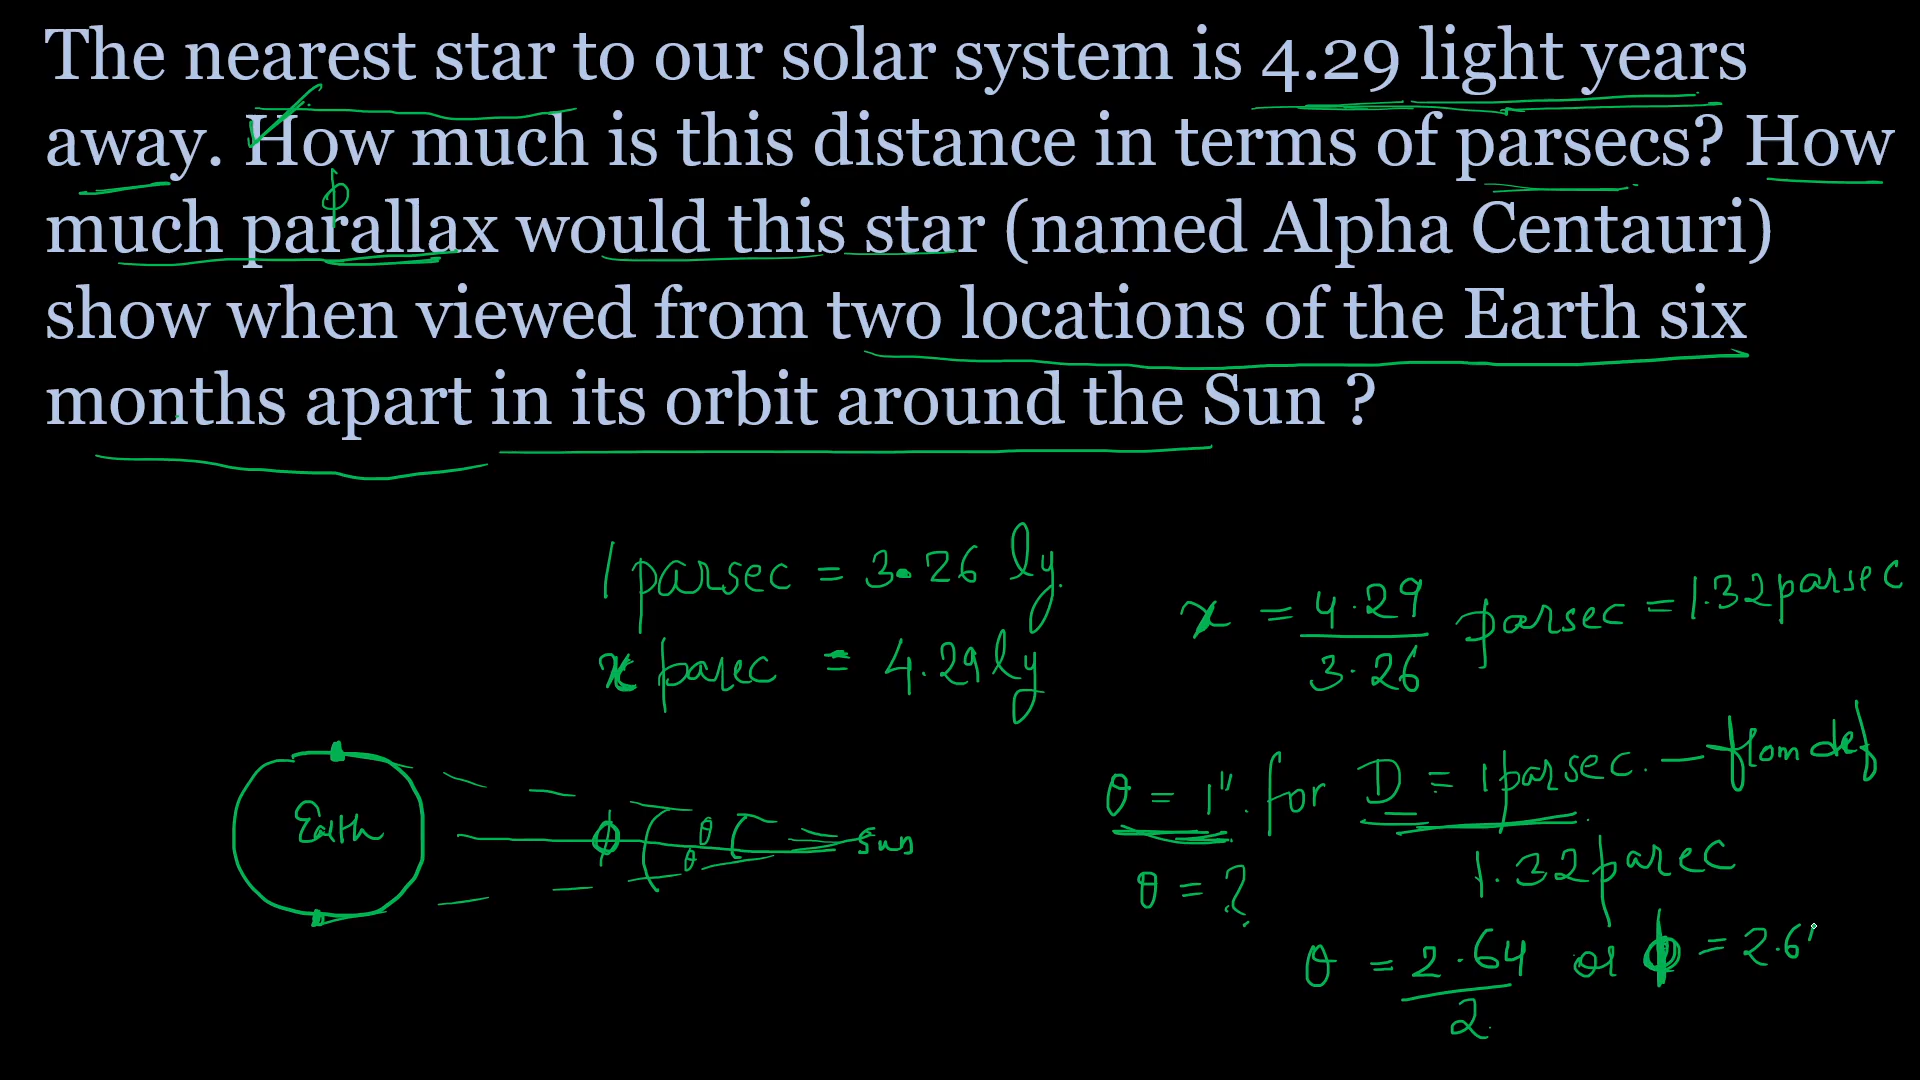 The nearest star to our solar system is 4.29 light years
away. How much is this distance in terms of parsecs? How
much parallax would this star (named Alpha Centauri)
show when viewed from two locations of the Earth six
months apart in its orbit around the Sun ?
ϕ
1 parsec = 3.26 ly.
x parec = 4.29 ly
x = 4.29/3.26 parsec = 1.32 parsec
Earth
ϕ
θ
θ
Sun
θ = 1". for D = 1 parsec. — from def
1.32 parec
θ = ?
θ = 2.64/2 or ϕ = 2.6